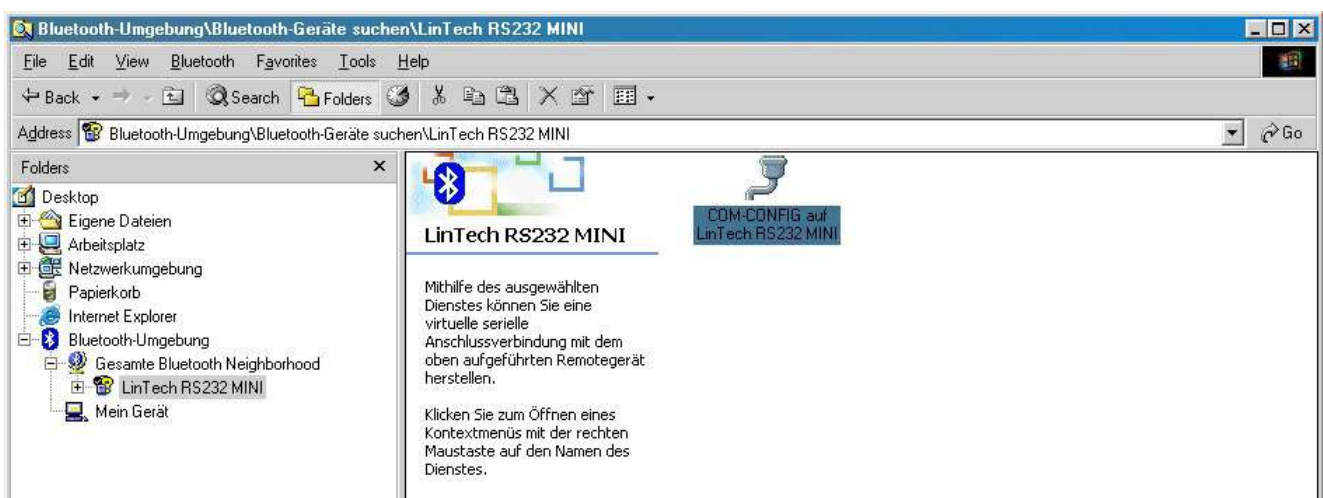 Bluetooth-Umgebung\Bluetooth-Geräte suchen\LinTech RS232 MINI
File Edit View Bluetooth Favorites Tools Help
Back Search Folders
Address Bluetooth-Umgebung\Bluetooth-Geräte suchen\LinTech RS232 MINI Go
Folders
Desktop
Eigene Dateien
Arbeitsplatz
Netzwerkumgebung
Papierkorb
Internet Explorer
Bluetooth-Umgebung
Gesamte Bluetooth Neighborhood
LinTech RS232 MINI
Mein Gerät
LinTech RS232 MINI
Mithilfe des ausgewählten
Dienstes können Sie eine
virtuelle serielle
Anschlussverbindung mit dem
oben aufgeführten Remotegerät
herstellen.
Klicken Sie zum Öffnen eines
Kontextmenüs mit der rechten
Maustaste auf den Namen des
Dienstes.
COM-CONFIG auf
LinTech RS232 MINI